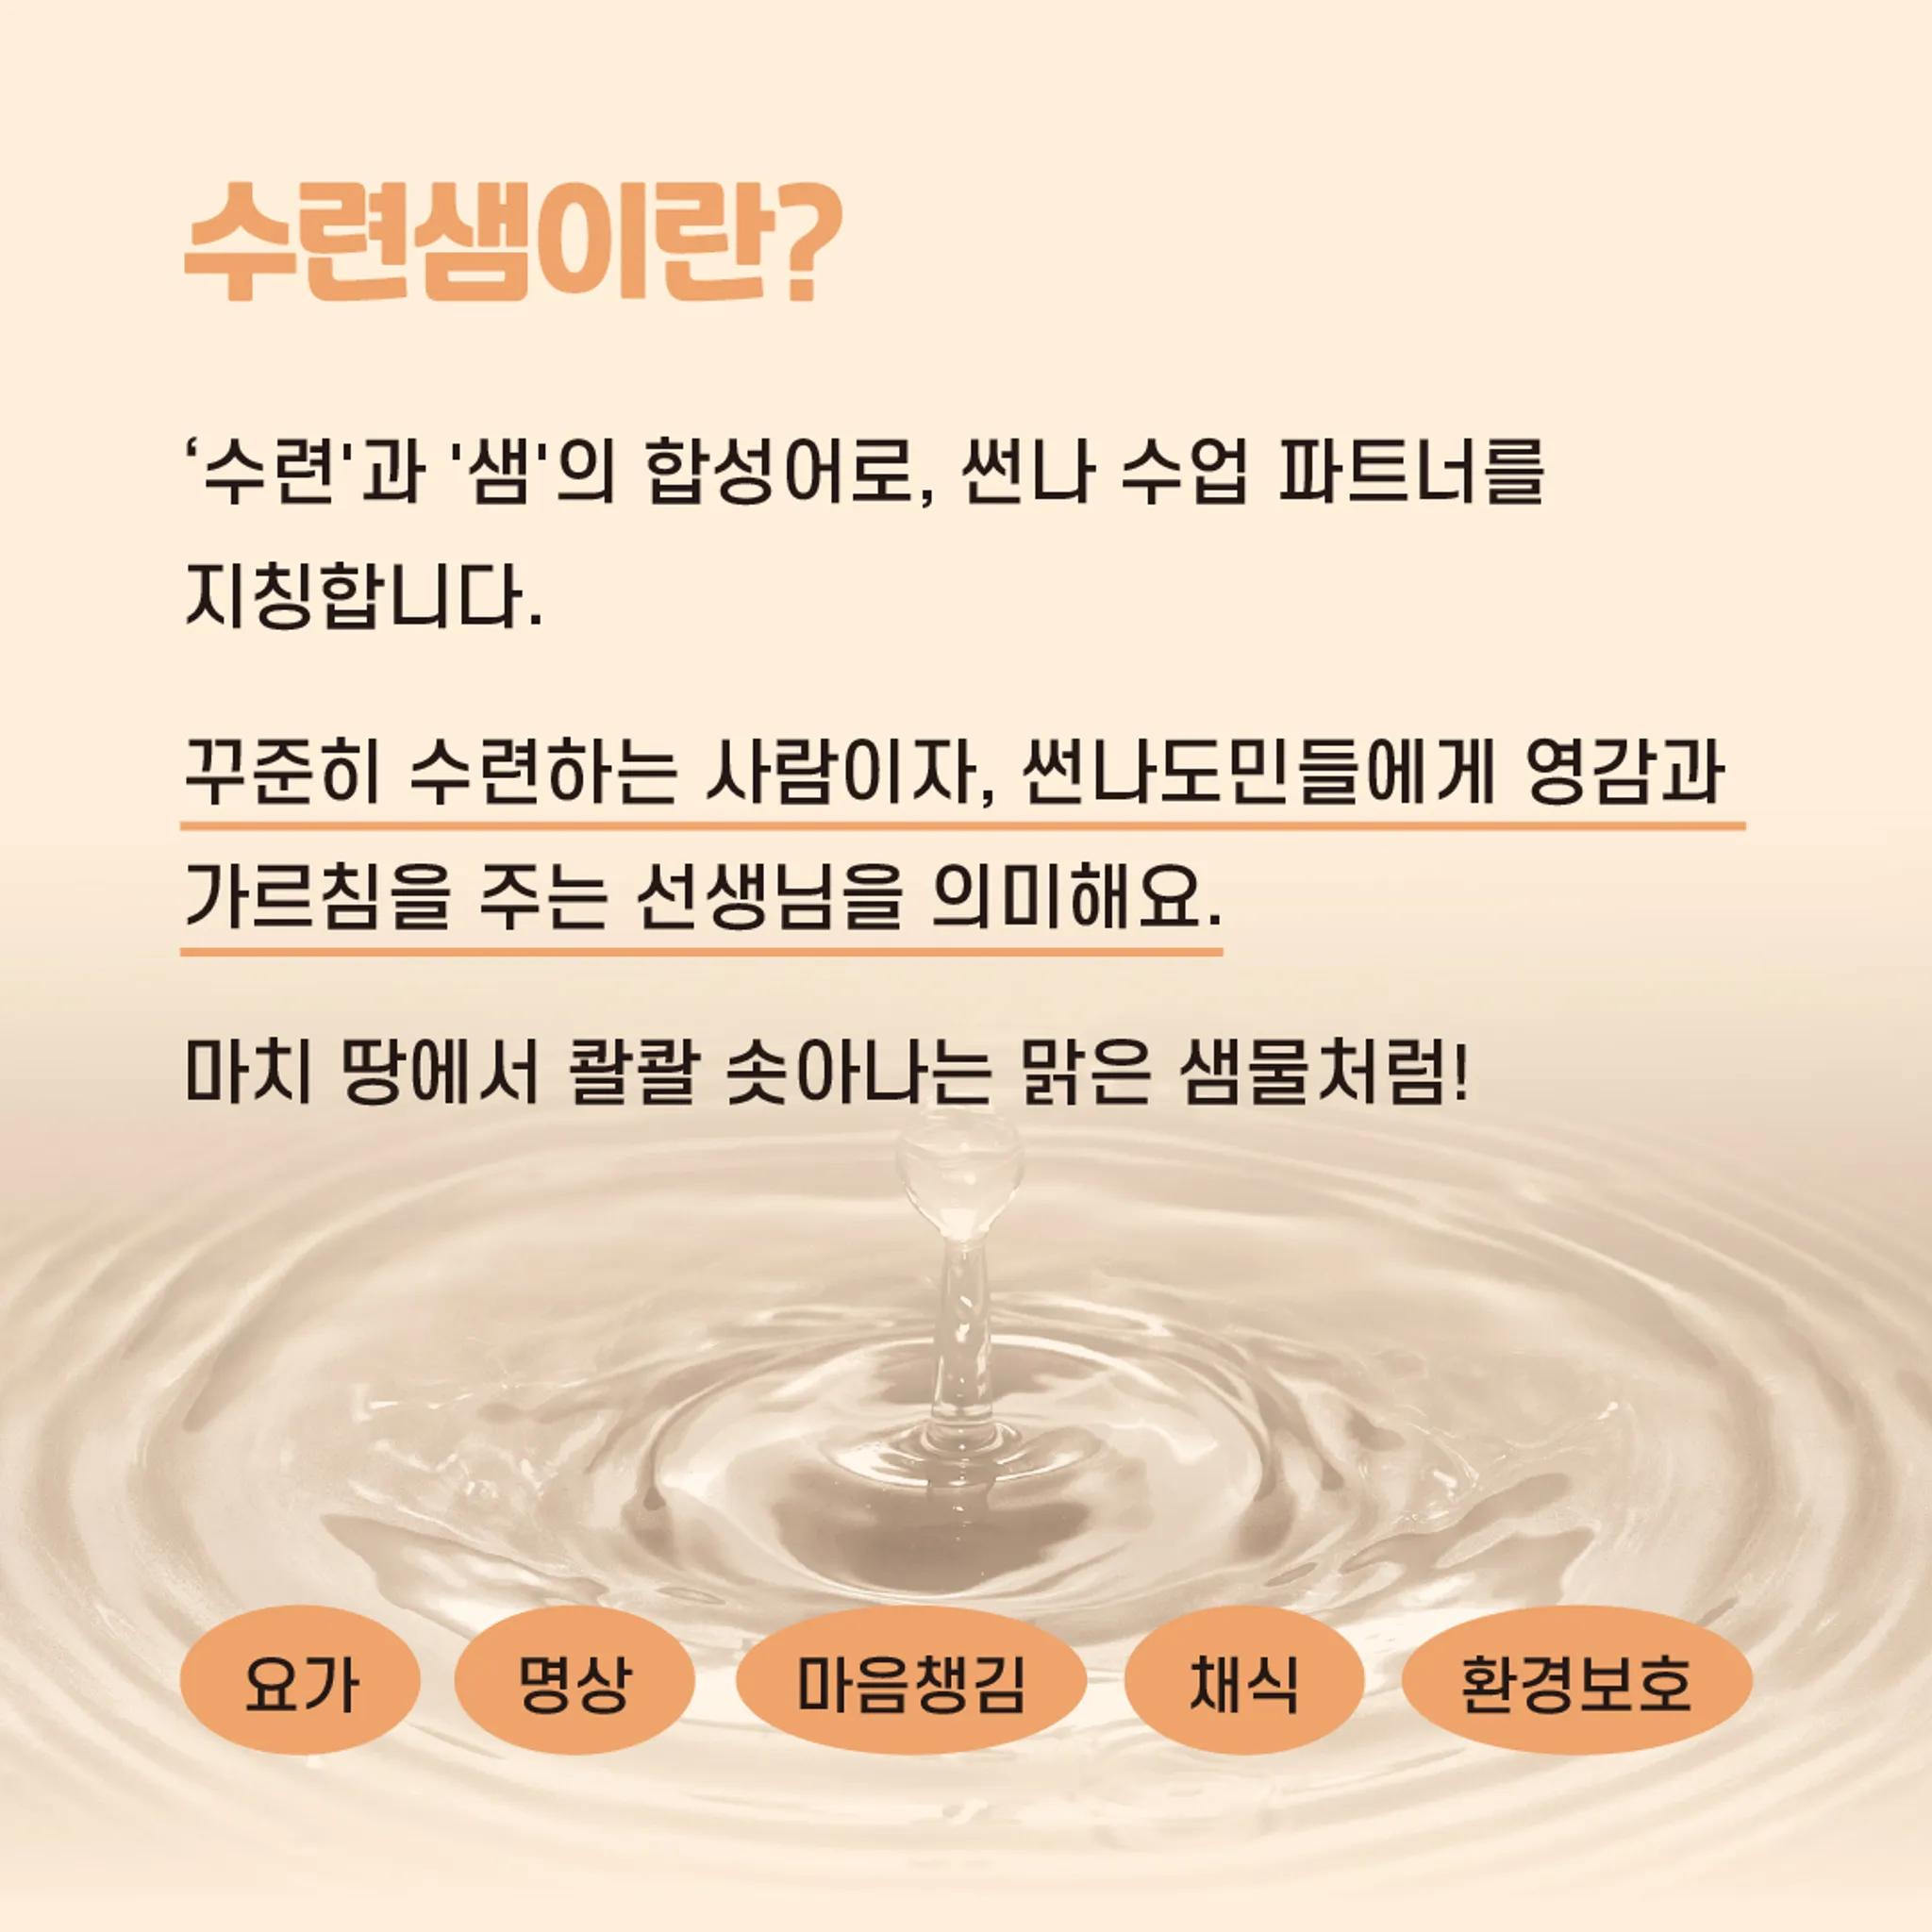 수련샘이란?
‘수련'과 '샘'의 합성어로, 썬나 수업 파트너를
지칭합니다.
꾸준히 수련하는 사람이자, 썬나도민들에게 영감과
가르침을 주는 선생님을 의미해요.
마치 땅에서 콸콸 솟아나는 맑은 샘물처럼!
요가 명상 마음챙김 채식 환경보호